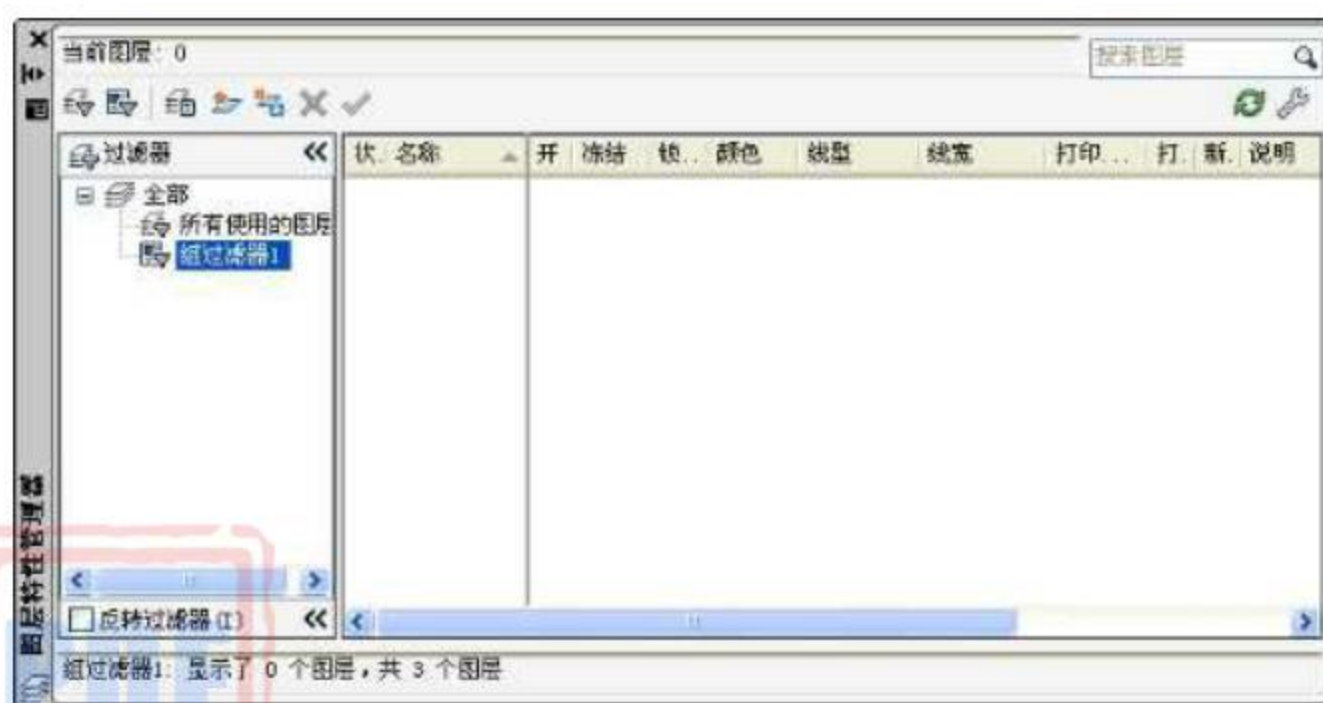 当前图层: 0
搜索图层
过滤器
状. 名称 开 冻结 锁.. 颜色 线型 线宽 打印... 打. 新. 说明
全部
所有使用的图层
组过滤器1
反转过滤器(I)
组过滤器1: 显示了 0 个图层，共 3 个图层
图层特性管理器